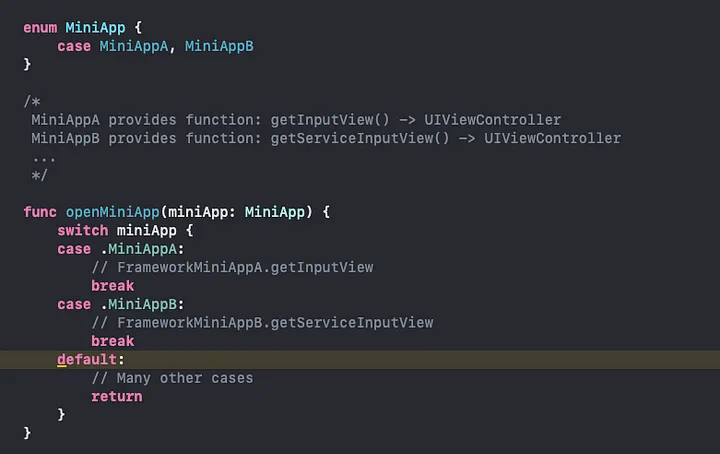 enum MiniApp {
    case MiniAppA, MiniAppB
}

/*
 MiniAppA provides function: getInputView() -> UIViewController
 MiniAppB provides function: getServiceInputView() -> UIViewController
 ...
 */

func openMiniApp(miniApp: MiniApp) {
    switch miniApp {
    case .MiniAppA:
        // FrameworkMiniAppA.getInputView
        break
    case .MiniAppB:
        // FrameworkMiniAppB.getServiceInputView
        break
    default:
        // Many other cases
        return
    }
}